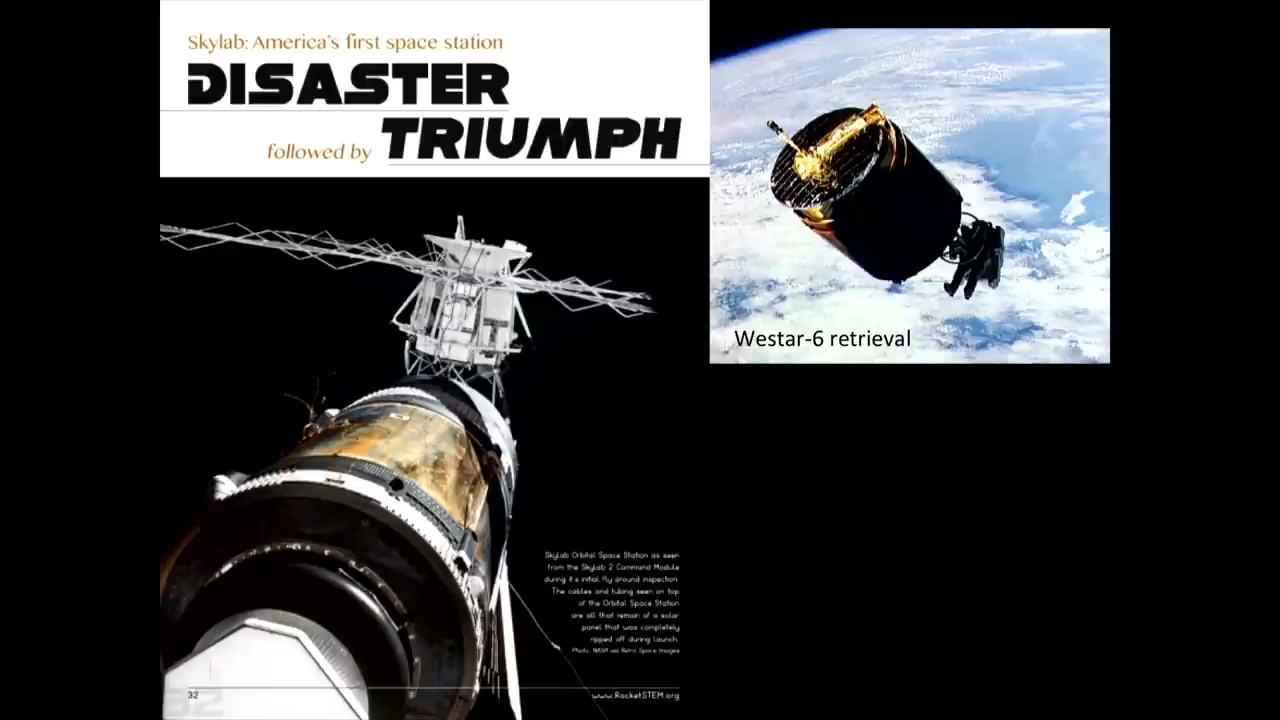 Skylab: America's first space station
DISASTER
followed by TRIUMPH
Westar-6 retrieval
Skylab Orbital Space Station as seen
from the Skylab 2 Command Module
during it's initial fly around inspection.
The cables and tubing seen on top
of the Orbital Space Station
are all that remain of a solar
panel that was completely
ripped off during launch.
Photo: NASA via Retro Space Images
32
www.RocketSTEM.org